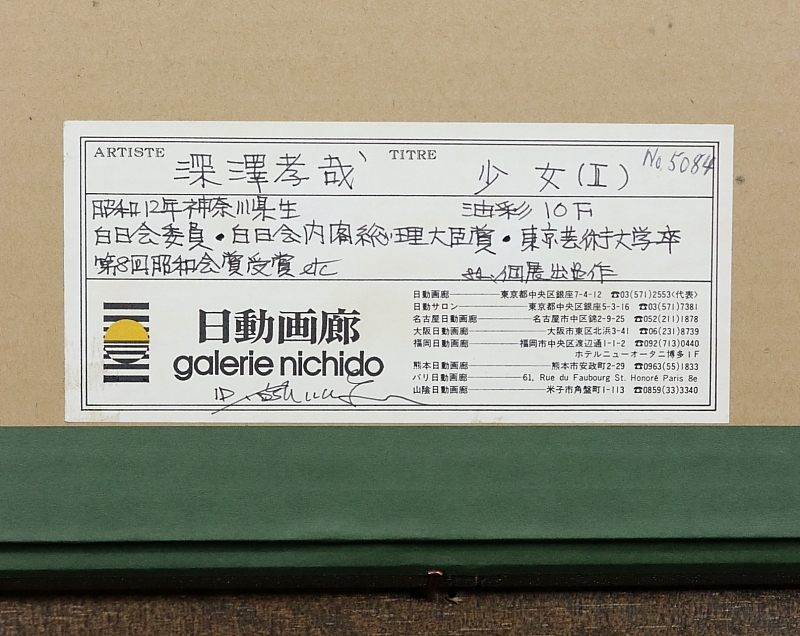 ARTISTE 深澤孝哉 TITRE 少女(Ⅱ) No.5084
昭和12年神奈川県生 油彩 10F
白日会委員・白日会内閣総理大臣賞・東京芸術大学卒
第8回昭和会賞受賞 etc 個展出品作
日動画廊
galerie nichido
日動画廊 東京都中央区銀座7-4-12 ☎03(571)2553〈代表〉
日動サロン 東京都中央区銀座5-3-16 ☎03(571)7381
名古屋日動画廊 名古屋市中区錦2-9-25 ☎052(211)1878
大阪日動画廊 大阪市東区北浜3-41 ☎06(231)8739
福岡日動画廊 福岡市中央区渡辺通1-1-2 ☎092(713)0440
ホテルニューオータニ博多1F
熊本日動画廊 熊本市安政町2-29 ☎0963(55)1833
パリ日動画廊 61, Rue du Faubourg St. Honoré Paris 8e
山陰日動画廊 米子市角盤町1-113 ☎0859(33)3340